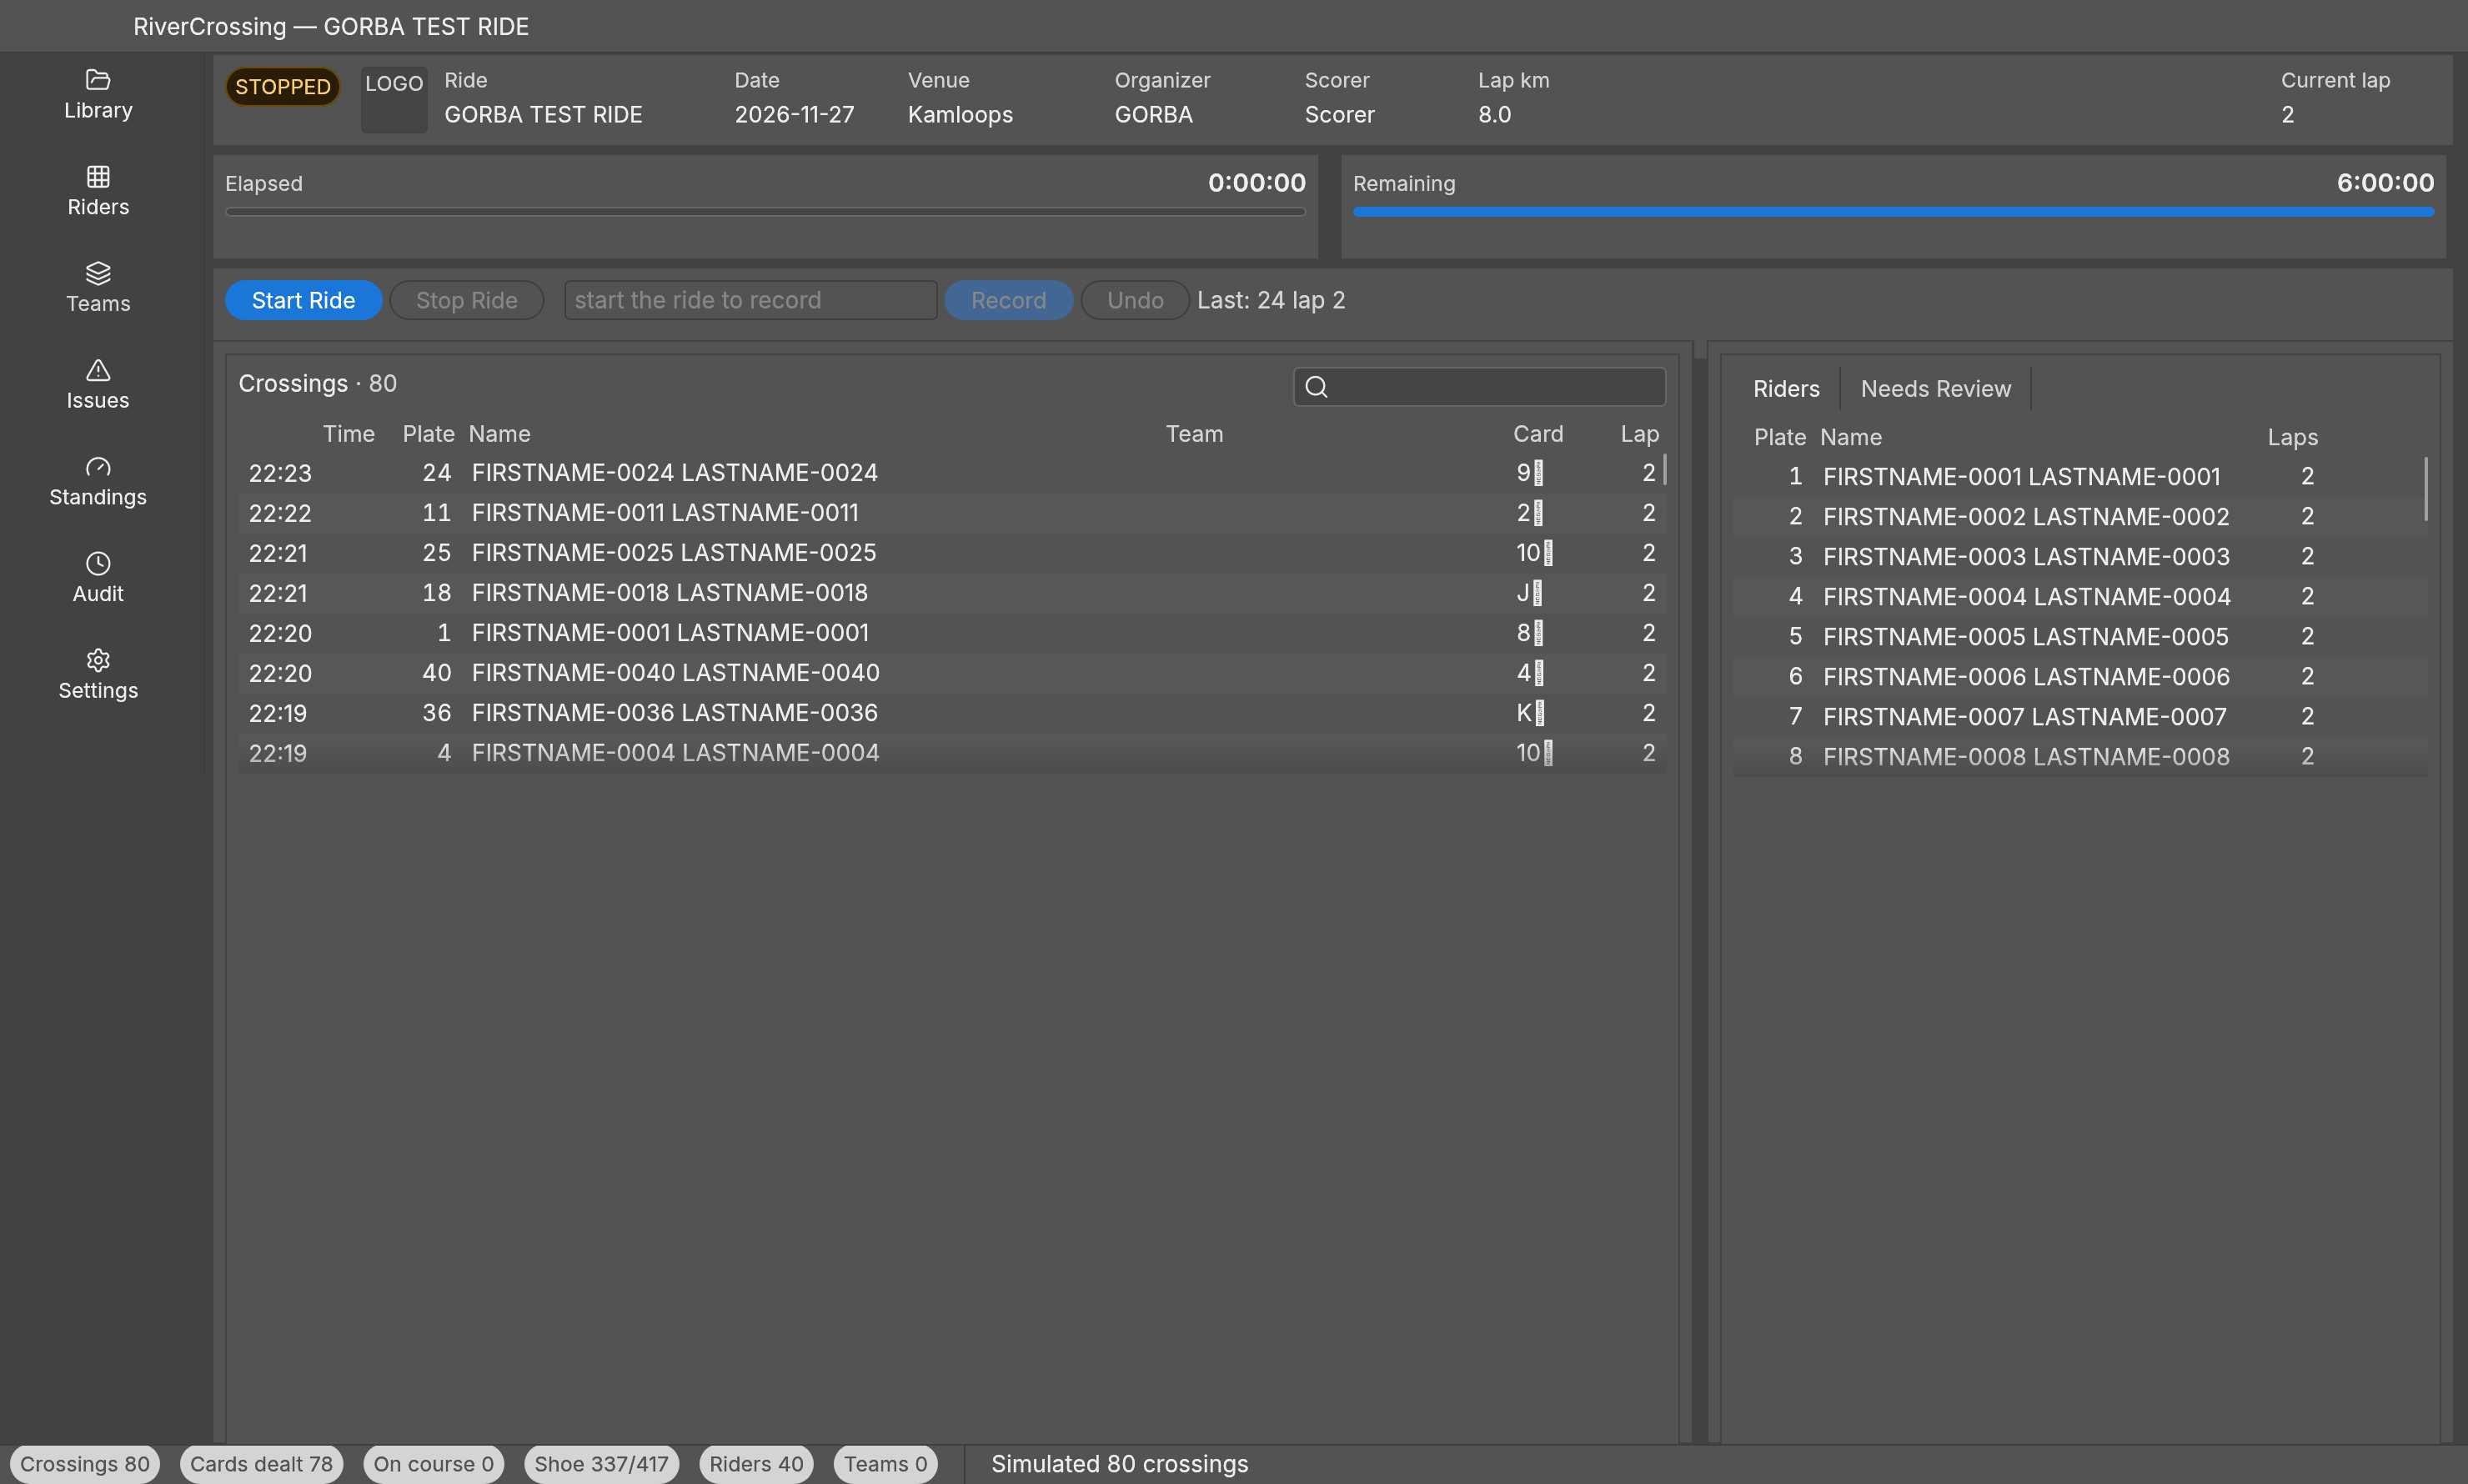 RiverCrossing — GORBA TEST RIDE
Library
Riders
Teams
Issues
Standings
Audit
Settings
STOPPED
LOGO
Ride Date Venue Organizer Scorer Lap km Current lap
GORBA TEST RIDE 2026-11-27 Kamloops GORBA Scorer 8.0 2
Elapsed 0:00:00
Remaining 6:00:00
Start Ride Stop Ride start the ride to record Record Undo Last: 24 lap 2
Crossings · 80
Time Plate Name Team Card Lap
22:23 24 FIRSTNAME-0024 LASTNAME-0024 9 2
22:22 11 FIRSTNAME-0011 LASTNAME-0011 2 2
22:21 25 FIRSTNAME-0025 LASTNAME-0025 10 2
22:21 18 FIRSTNAME-0018 LASTNAME-0018 J 2
22:20 1 FIRSTNAME-0001 LASTNAME-0001 8 2
22:20 40 FIRSTNAME-0040 LASTNAME-0040 4 2
22:19 36 FIRSTNAME-0036 LASTNAME-0036 K 2
22:19 4 FIRSTNAME-0004 LASTNAME-0004 10 2
Riders Needs Review
Plate Name Laps
1 FIRSTNAME-0001 LASTNAME-0001 2
2 FIRSTNAME-0002 LASTNAME-0002 2
3 FIRSTNAME-0003 LASTNAME-0003 2
4 FIRSTNAME-0004 LASTNAME-0004 2
5 FIRSTNAME-0005 LASTNAME-0005 2
6 FIRSTNAME-0006 LASTNAME-0006 2
7 FIRSTNAME-0007 LASTNAME-0007 2
8 FIRSTNAME-0008 LASTNAME-0008 2
Crossings 80 Cards dealt 78 On course 0 Shoe 337/417 Riders 40 Teams 0 Simulated 80 crossings